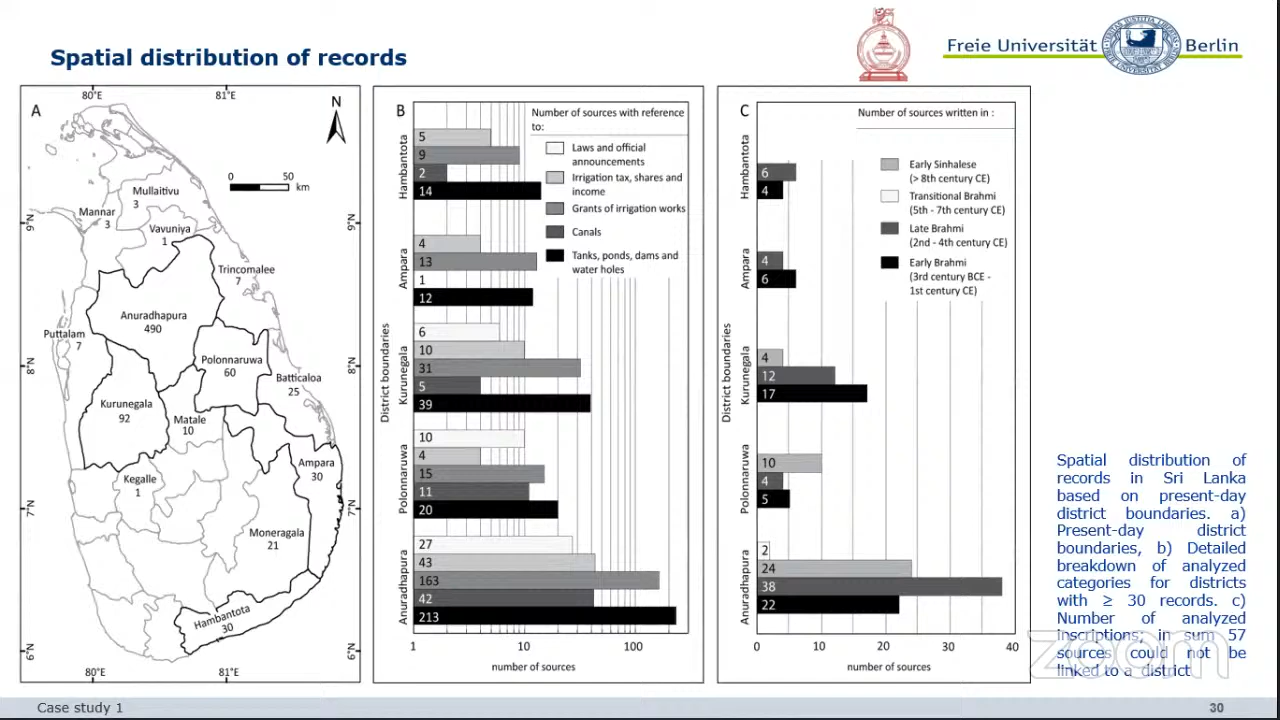 Spatial distribution of records
Freie Universität Berlin
A
80°E
81°E
N
0
50
km
9°N
9°N
8°N
8°N
7°N
7°N
6°N
6°N
Mullaitivu
3
Mannar
3
Vavuniya
1
Trincomalee
7
Anuradhapura
490
Puttalam
7
Polonnaruwa
60
Batticaloa
25
Kurunegala
92
Matale
10
Ampara
30
Kegalle
1
Moneragala
21
Hambantota
30
80°E
81°E
B
Number of sources with reference
to:
Laws and official
announcements
Irrigation tax, shares and
income
Grants of irrigation works
Canals
Tanks, ponds, dams and
water holes
District boundaries
Hambantota
5
9
2
14
Ampara
4
13
1
12
Kurunegala
6
10
31
5
39
Polonnaruwa
10
4
15
11
20
Anuradhapura
27
43
163
42
213
1
10
100
number of sources
C
Number of sources written in :
Early Sinhalese
(> 8th century CE)
Transitional Brahmi
(5th - 7th century CE)
Late Brahmi
(2nd - 4th century CE)
Early Brahmi
(3rd century BCE -
1st century CE)
District boundaries
Hambantota
6
4
Ampara
4
6
Kurunegala
4
12
17
Polonnaruwa
10
4
5
Anuradhapura
2
24
38
22
0
10
20
30
40
number of sources
Spatial distribution of
records in Sri Lanka
based on present-day
district boundaries. a)
Present-day district
boundaries, b) Detailed
breakdown of analyzed
categories for districts
with ≥ 30 records. c)
Number of analyzed
inscriptions; in sum 57
sources could not be
linked to a district
zoom
Case study 1
30